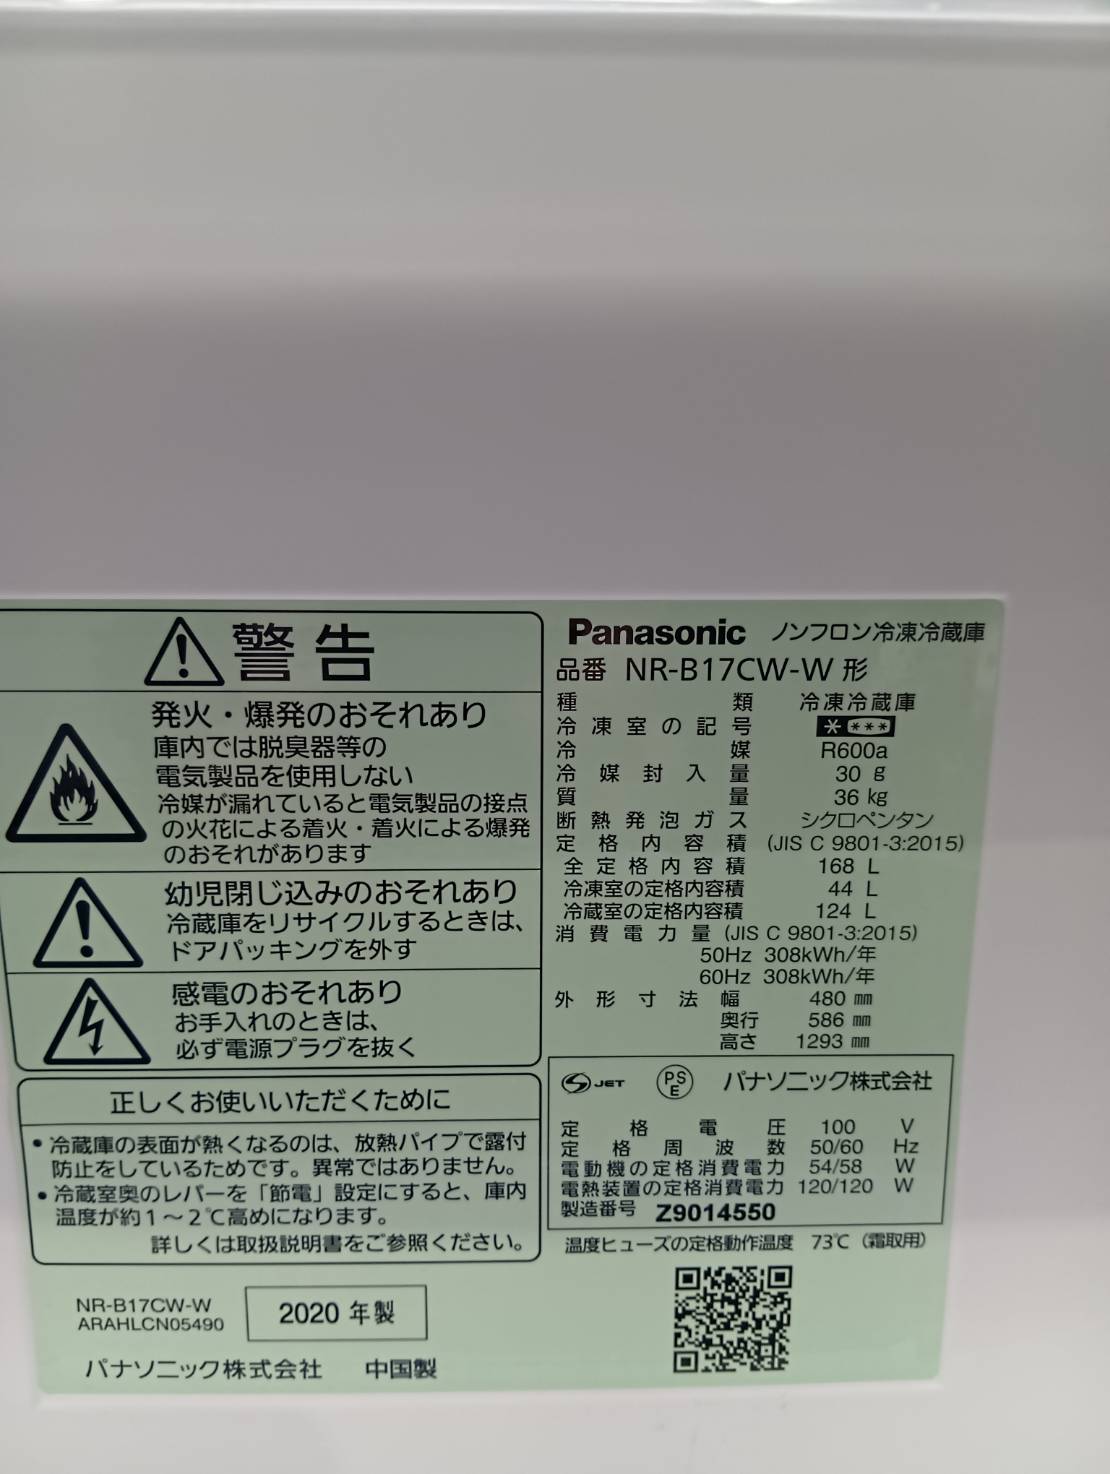 警告
発火・爆発のおそれあり
庫内では脱臭器等の
電気製品を使用しない
冷媒が漏れていると電気製品の接点
の火花による着火・着火による爆発
のおそれがあります
幼児閉じ込みのおそれあり
冷蔵庫をリサイクルするときは、
ドアパッキングを外す
感電のおそれあり
お手入れのときは、
必ず電源プラグを抜く
正しくお使いいただくために
•冷蔵庫の表面が熱くなるのは、放熱パイプで露付
防止をしているためです。異常ではありません。
•冷蔵室奥のレバーを「節電」設定にすると、庫内
温度が約1～2℃高めになります。
詳しくは取扱説明書をご参照ください。
NR-B17CW-W
ARAHLCN05490
2020 年製
パナソニック株式会社 中国製
Panasonic ノンフロン冷凍冷蔵庫
品番 NR-B17CW-W 形
種類 冷凍冷蔵庫
冷凍室の記号 * ***
冷媒 R600a
冷媒封入量 30 g
質量 36 kg
断熱発泡ガス シクロペンタン
定格内容積 (JIS C 9801-3:2015)
全定格内容積 168 L
冷凍室の定格内容積 44 L
冷蔵室の定格内容積 124 L
消費電力量 (JIS C 9801-3:2015)
50Hz 308kWh/年
60Hz 308kWh/年
外形寸法 幅 480 ㎜
奥行 586 ㎜
高さ 1293 ㎜
JET PSE パナソニック株式会社
定格電圧 100 V
定格周波数 50/60 Hz
電動機の定格消費電力 54/58 W
電熱装置の定格消費電力 120/120 W
製造番号 Z9014550
温度ヒューズの定格動作温度 73℃（霜取用）